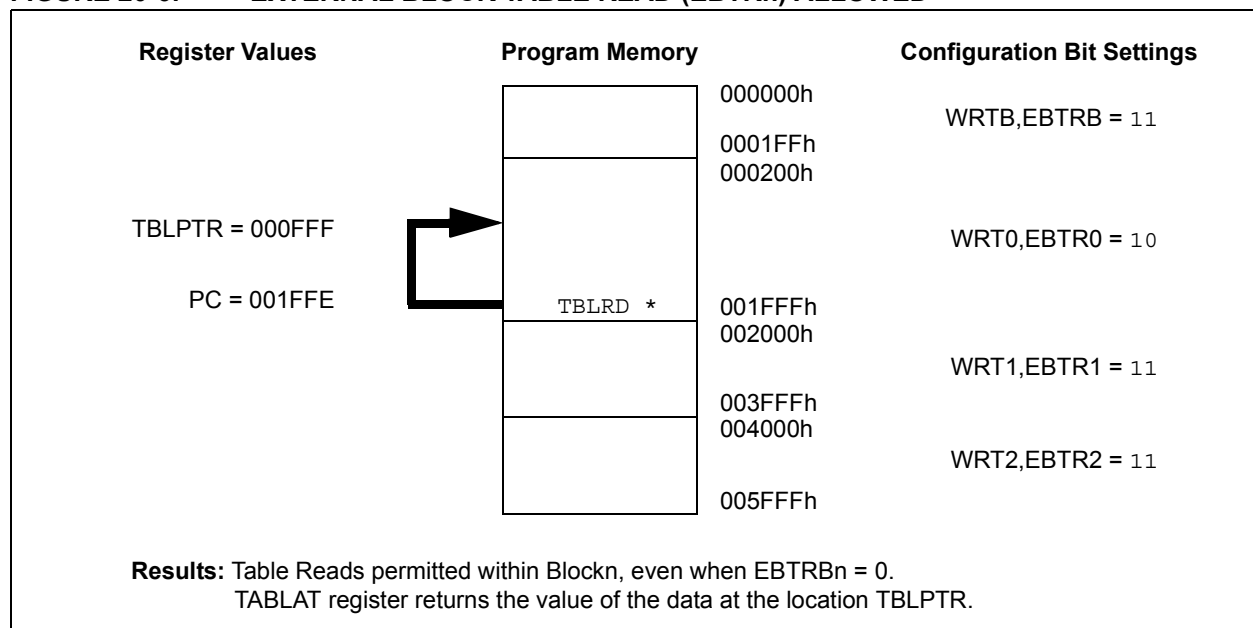 Register Values Program Memory Configuration Bit Settings
000000h
WRTB,EBTRB = 11
0001FFh
000200h
TBLPTR = 000FFF
WRT0,EBTR0 = 10
PC = 001FFE
TBLRD *
001FFFh
002000h
WRT1,EBTR1 = 11
003FFFh
004000h
WRT2,EBTR2 = 11
005FFFh
Results: Table Reads permitted within Blockn, even when EBTRBn = 0.
TABLAT register returns the value of the data at the location TBLPTR.